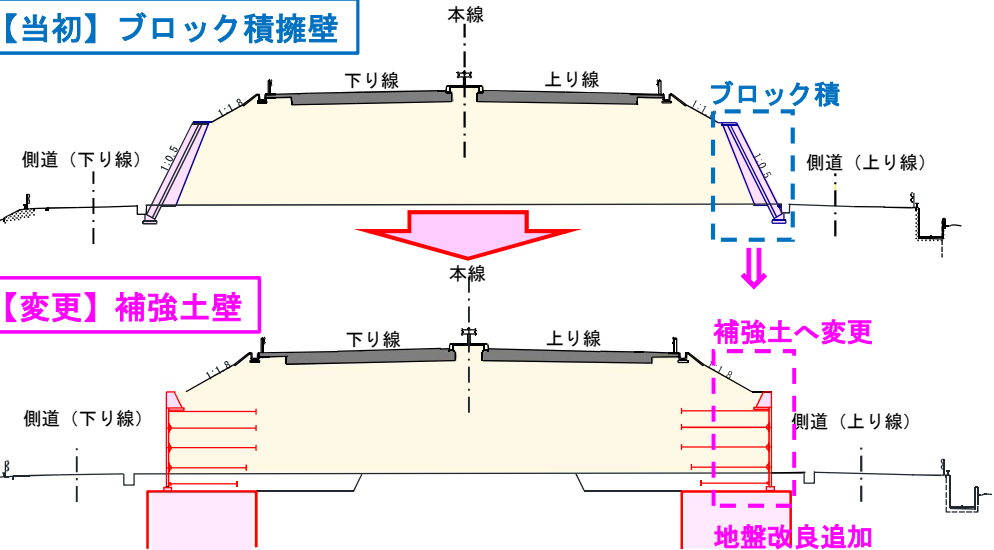 【当初】ブロック積擁壁
本線
下り線
上り線
ブロック積
1:1.8
1:1
1:0.5
1:0.5
側道（下り線）
側道（上り線）
本線
【変更】補強土壁
下り線
上り線
補強土へ変更
1:1.8
1:1.8
側道（下り線）
側道（上り線）
地盤改良追加